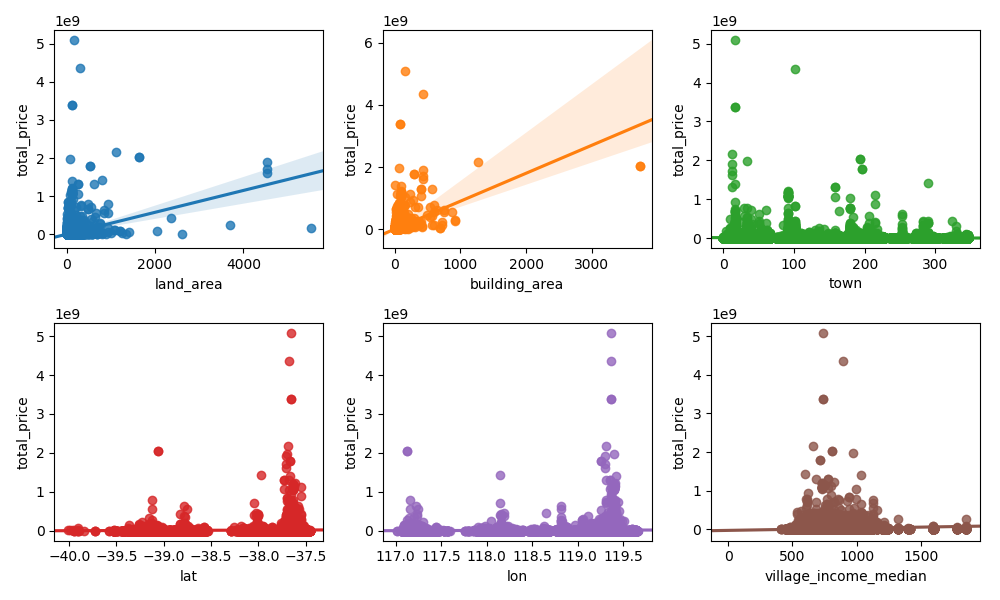 1e9 1e9 1e9
total_price
5
4
3
2
1
0
0 2000 4000
land_area
total_price
6
4
2
0
0 1000 2000 3000
building_area
total_price
5
4
3
2
1
0
0 100 200 300
town
1e9 1e9 1e9
total_price
5
4
3
2
1
0
−40.0 −39.5 −39.0 −38.5 −38.0 −37.5
lat
total_price
5
4
3
2
1
0
117.0 117.5 118.0 118.5 119.0 119.5
lon
total_price
5
4
3
2
1
0
0 500 1000 1500
village_income_median